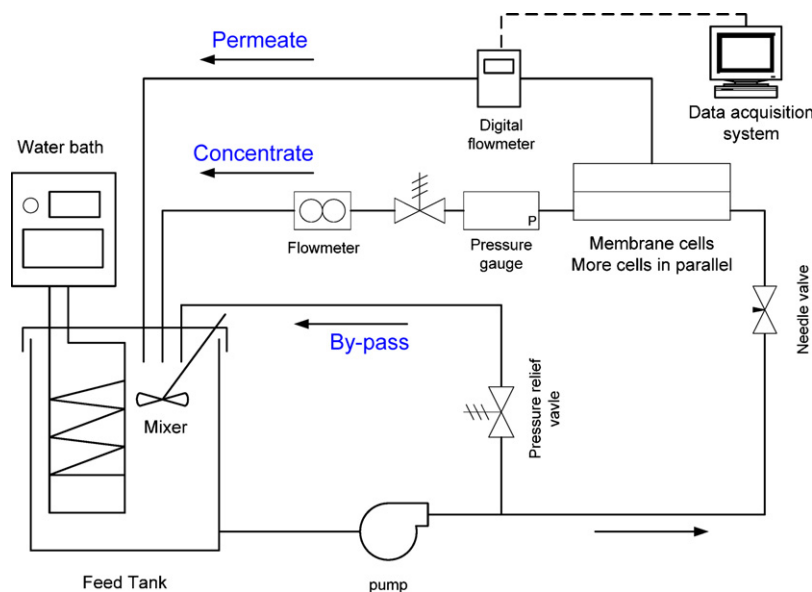 Permeate
Data acquisition
system
Digital
flowmeter
Water bath
Concentrate
Flowmeter
P
Pressure
gauge
Membrane cells
More cells in parallel
Needle valve
By-pass
Pressure relief
vavle
Mixer
Feed Tank
pump